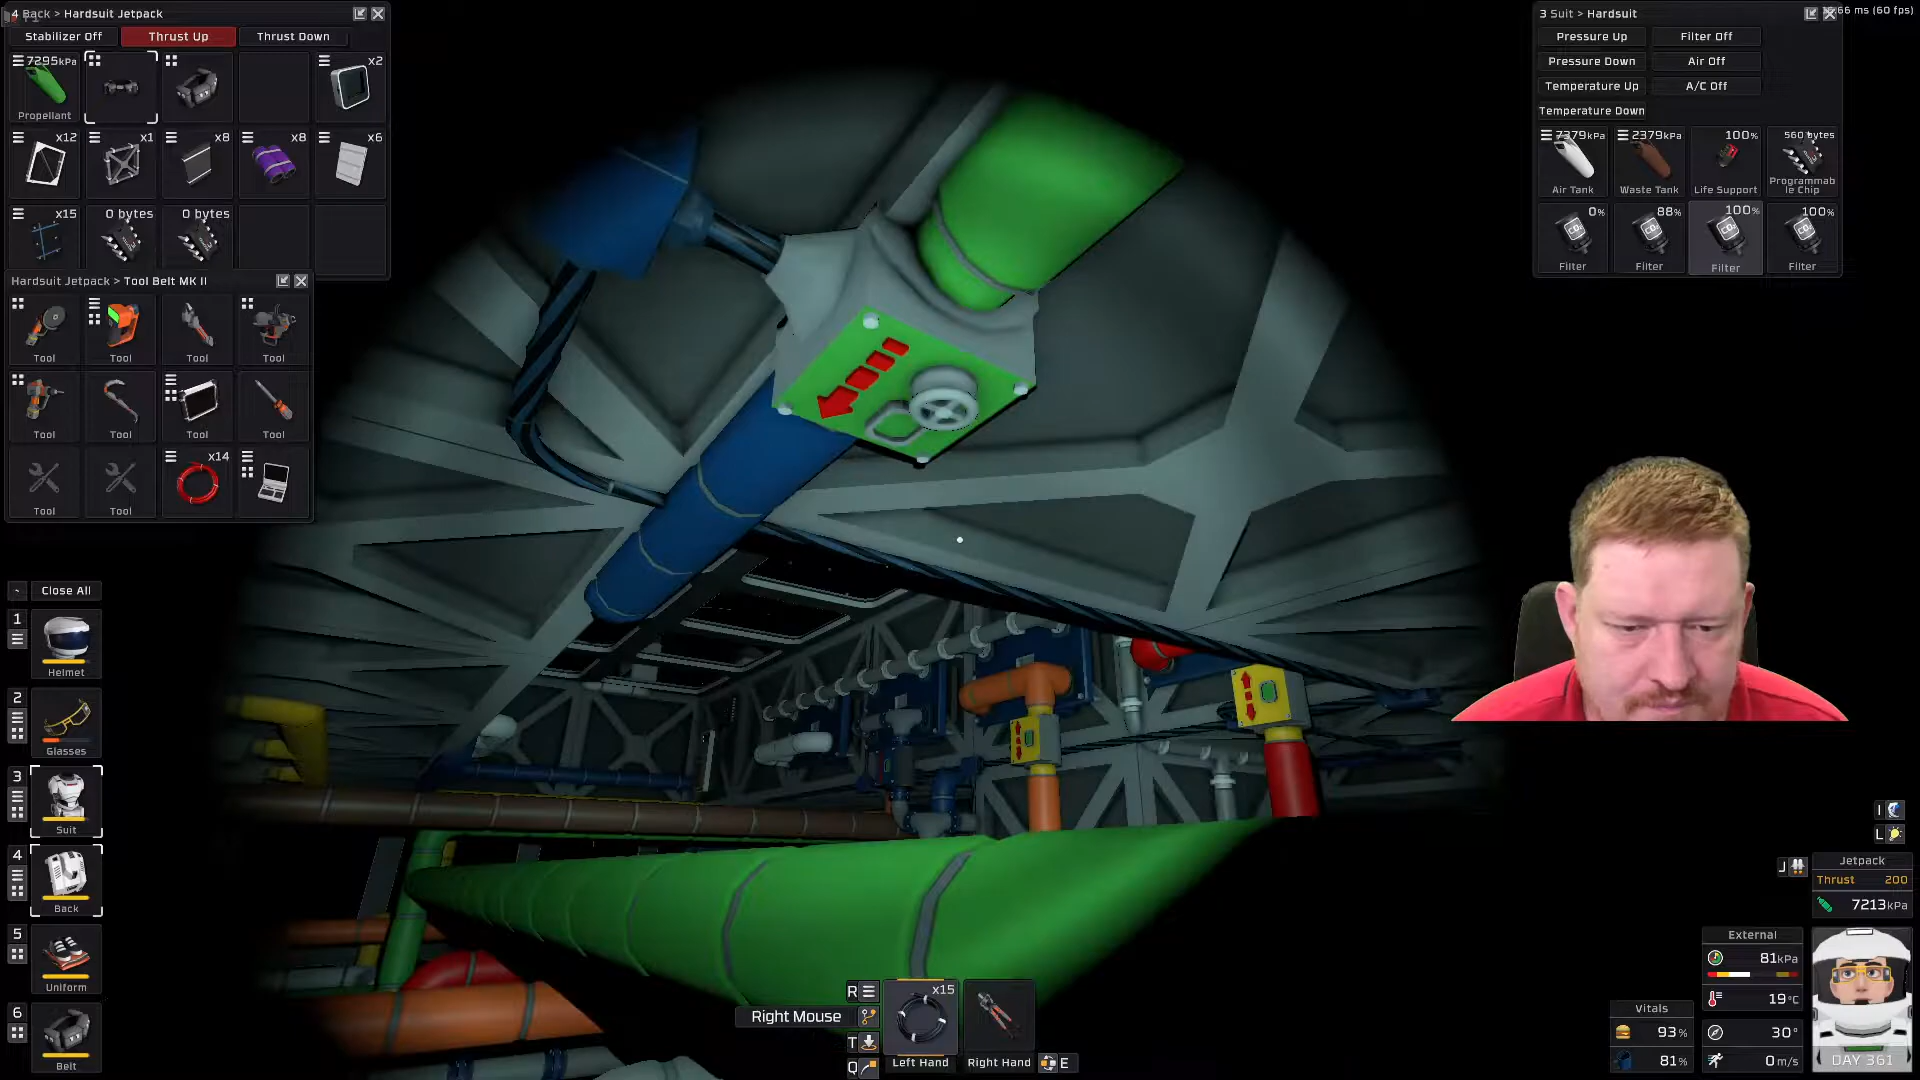 4 Back > Hardsuit Jetpack
Stabilizer Off
Thrust Up
Thrust Down
7295kPa
x2
Propellant
x12
x1
x8
x8
x6
x15
0 bytes
0 bytes
Hardsuit Jetpack > Tool Belt MK II
Tool
Tool
Tool
Tool
Tool
Tool
Tool
Tool
x14
Tool
Tool
~
Close All
1
Helmet
2
Glasses
3
Suit
4
Back
5
Uniform
6
Belt
3 Suit > Hardsuit
66 ms (60 fps)
Pressure Up
Filter Off
Pressure Down
Air Off
Temperature Up
A/C Off
Temperature Down
7379kPa
2379kPa
100%
560 bytes
Air Tank
Waste Tank
Life Support
Programmab
le Chip
0%
88%
100%
100%
Filter
Filter
Filter
Filter
R
x15
Right Mouse
T
Q
Left Hand
Right Hand
E
I
L
J
Jetpack
Thrust 200
7213kPa
External
81kPa
19°C
Vitals
93%
30°
81%
0m/s
DAY 361